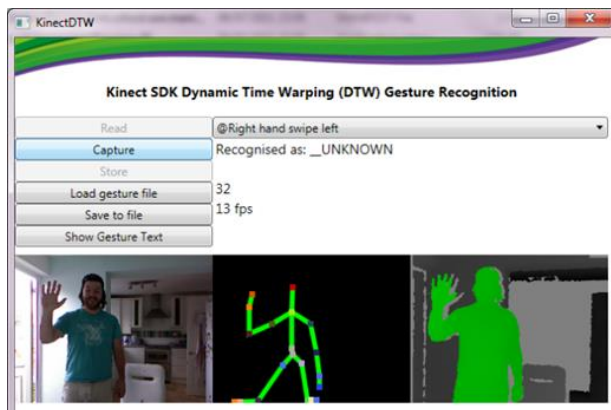 KinectDTW
Kinect SDK Dynamic Time Warping (DTW) Gesture Recognition
Read
@Right hand swipe left
Capture
Recognised as: __UNKNOWN
Store
Load gesture file
32
Save to file
13 fps
Show Gesture Text